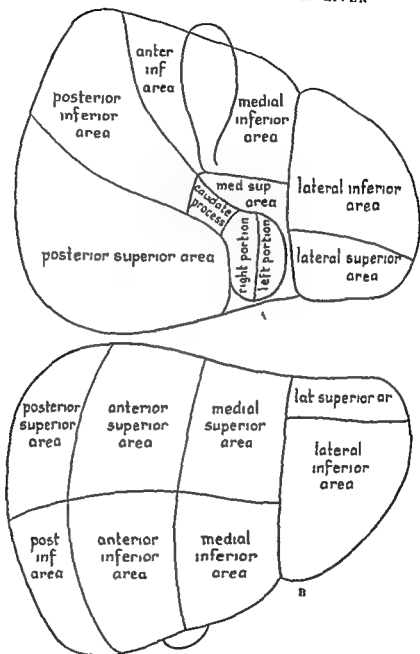 LIVER
anter
inf
area
posterior
inferior
area
medial
inferior
area
med sup
area
caudate
process
lateral inferior
area
right portion
left portion
posterior superior area
lateral superior
area
A
posterior
superior
area
anterior
superior
area
medial
superior
area
lat superior ar
lateral
inferior
area
post
inf
area
anterior
inferior
area
medial
inferior
area
B